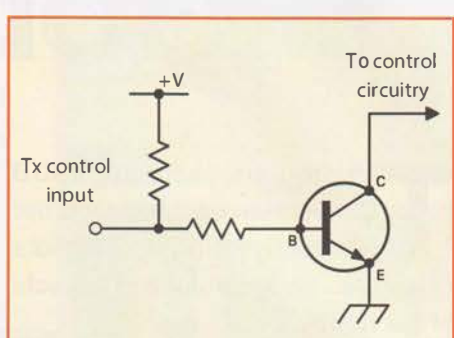 +V
To control
circuitry
Tx control
input
C
B
E